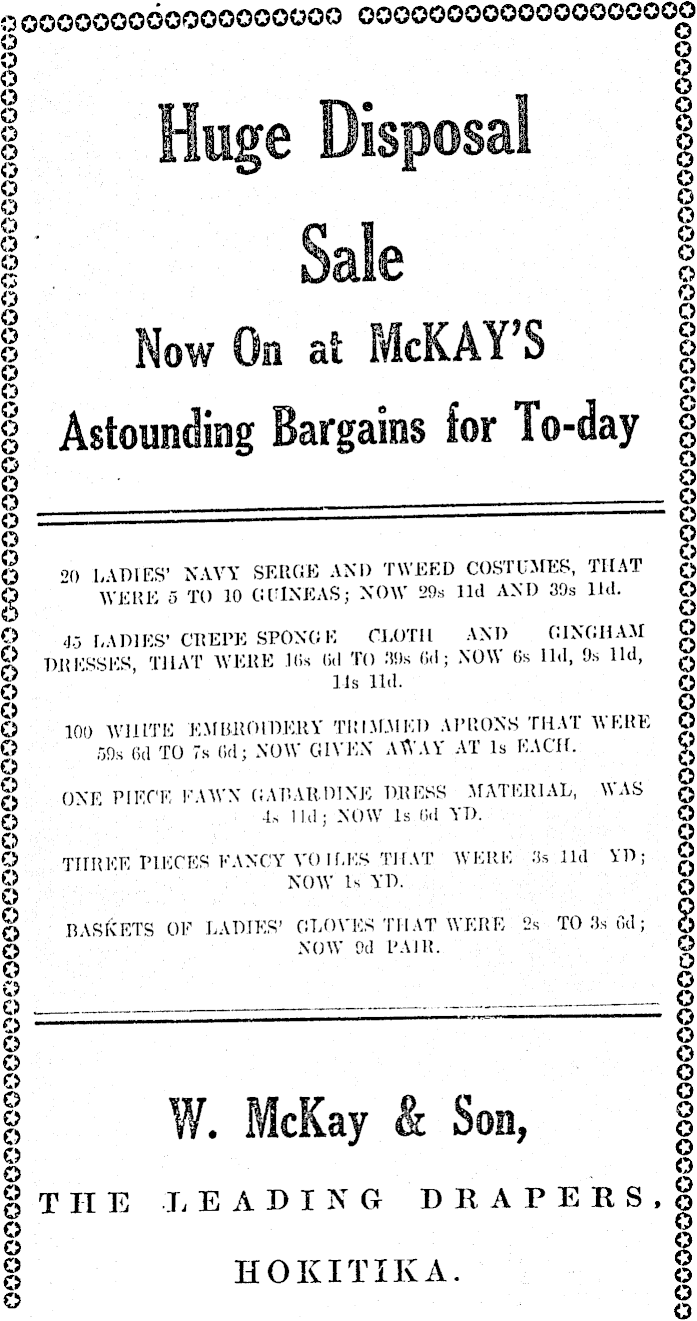 Huge Disposal
Sale
Now On at McKAY'S
Astounding Bargains for To-day
20 LADIES' NAVY SERGE AND TWEED COSTUMES, THAT
WERE 5 TO 10 GUINEAS; NOW 29s 11d AND 39s 11d.
45 LADIES' CREPE SPONGE CLOTH AND GINGHAM
DRESSES, THAT WERE 16s 6d TO 39s 6d; NOW 6s 11d, 9s 11d,
14s 11d.
100 WHITE EMBROIDERY TRIMMED APRONS THAT WERE
59s 6d TO 7s 6d; NOW GIVEN AWAY AT 1s EACH.
ONE PIECE FAWN GABARDINE DRESS MATERIAL, WAS
4s 11d; NOW 1s 6d YD.
THREE PIECES FANCY VOILES THAT WERE 3s 11d YD;
NOW 1s YD.
BASKETS OF LADIES' GLOVES THAT WERE 2s TO 3s 6d;
NOW 9d PAIR.
W. McKay & Son,
THE LEADING DRAPERS,
HOKITIKA.